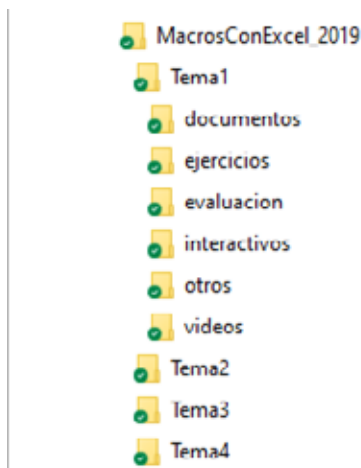 MacrosConExcel_2019
Tema1
documentos
ejercicios
evaluacion
interactivos
otros
videos
Tema2
Tema3
Tema4